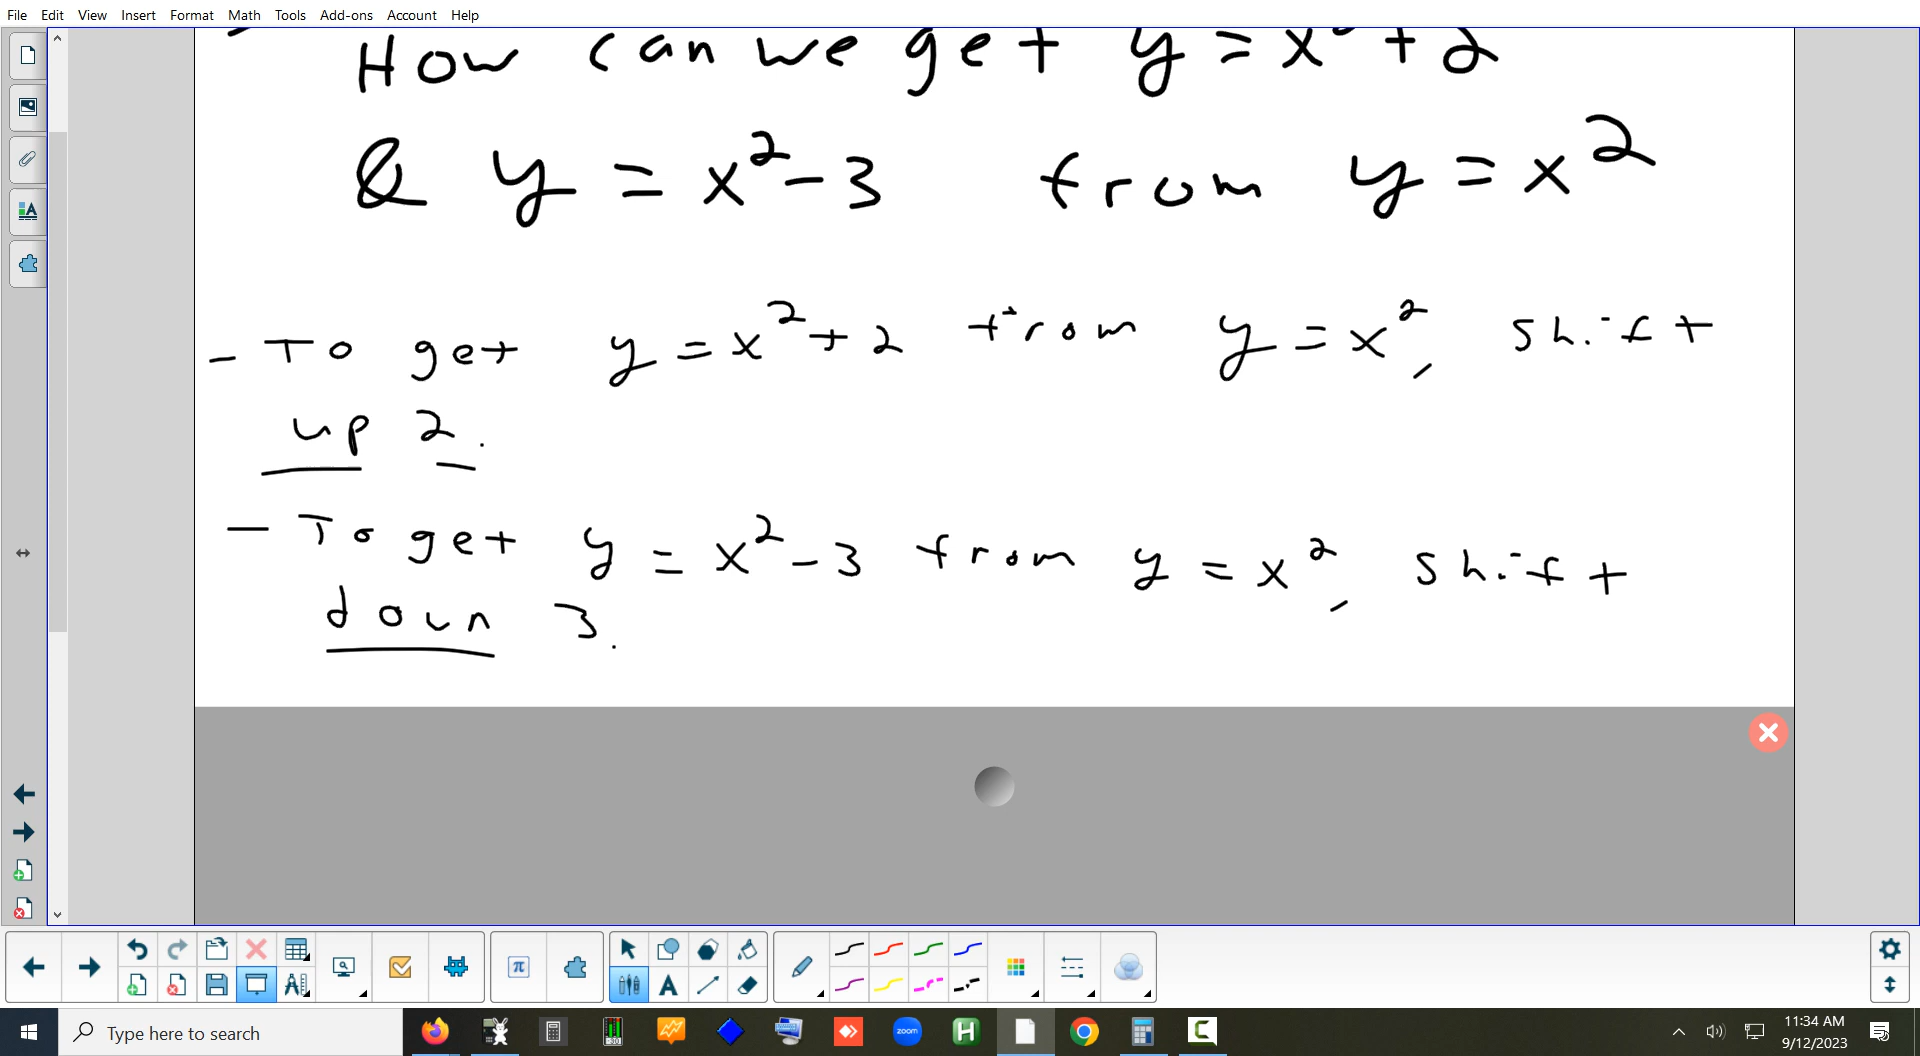 File Edit View Insert Format Math Tools Add-ons Account Help
How can we get y = x² + 2
& y = x² - 3 from y = x²
- To get y = x² + 2 from y = x², shift
up 2.
- To get y = x² - 3 from y = x², shift
down 3.
Type here to search
zoom
11:34 AM
9/12/2023